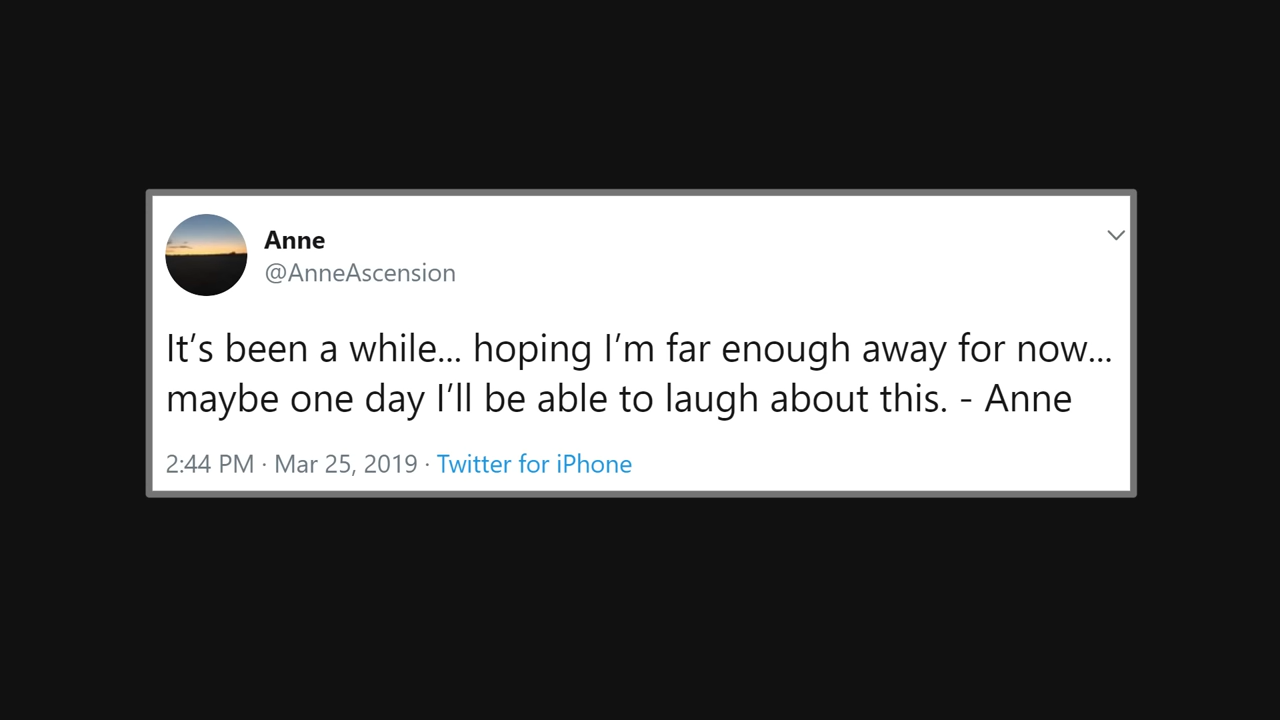 Anne
@AnneAscension
It’s been a while... hoping I’m far enough away for now...
maybe one day I’ll be able to laugh about this. - Anne
2:44 PM · Mar 25, 2019 · Twitter for iPhone